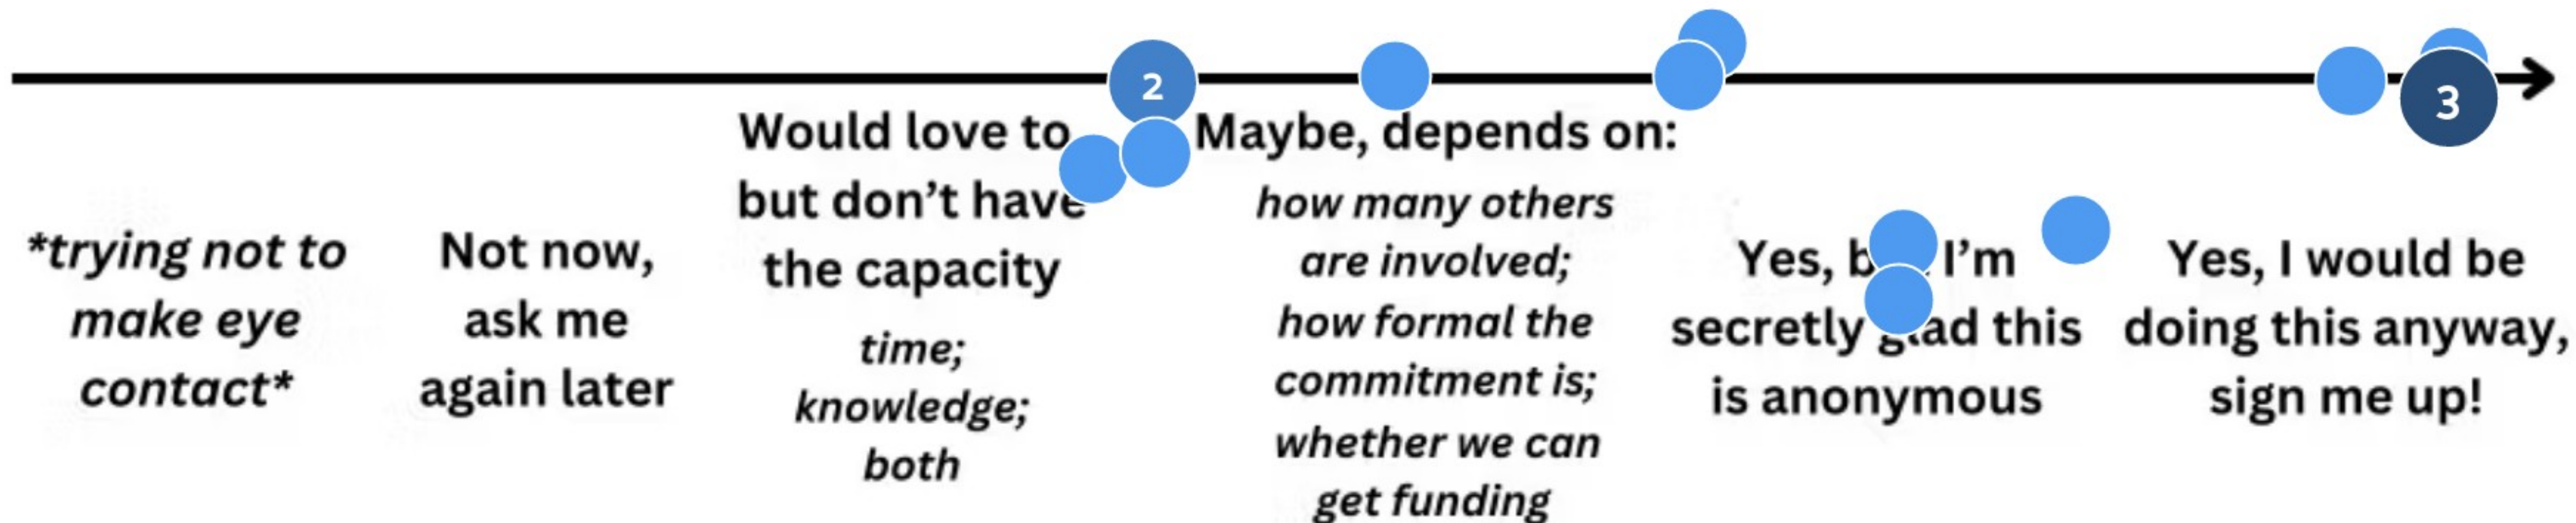 2
3
*trying not to
make eye
contact*
Not now,
ask me
again later
Would love to
but don’t have
the capacity
time;
knowledge;
both
Maybe, depends on:
how many others
are involved;
how formal the
commitment is;
whether we can
get funding
Yes, I'm
secretly glad this
is anonymous
Yes, I would be
doing this anyway,
sign me up!